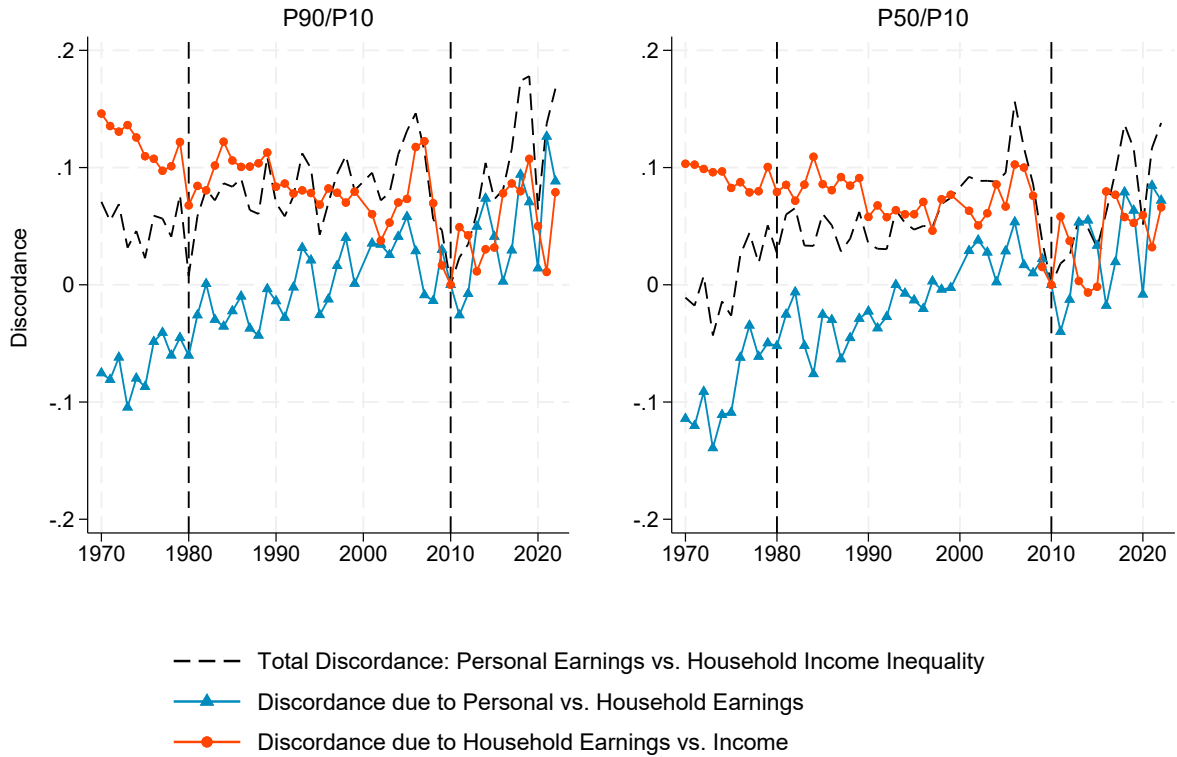 P90/P10
P50/P10
Discordance
.2
.1
0
-.1
-.2
1970 1980 1990 2000 2010 2020
.2
.1
0
-.1
-.2
1970 1980 1990 2000 2010 2020
Total Discordance: Personal Earnings vs. Household Income Inequality
Discordance due to Personal vs. Household Earnings
Discordance due to Household Earnings vs. Income